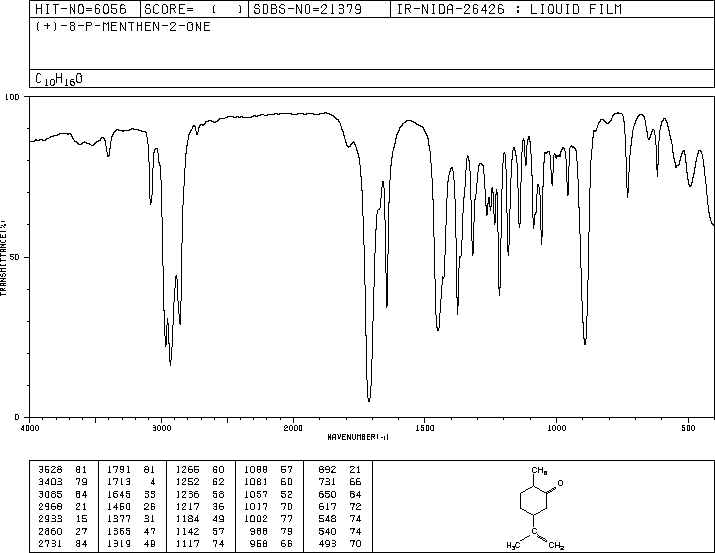 HIT-NO=6056 SCORE= ( ) SDBS-NO=21379 IR-NIDA-26426 : LIQUID FILM
(+)-8-P-MENTHEN-2-ONE
C10H16O
100
50
0
TRANSMITTANCE(%)
4000 3000 2000 1500 1000 500
WAVENUMBER(-1)
3628 81 1791 81 1266 60 1088 57 892 21
3403 79 1713 4 1252 62 1081 60 731 66
3085 64 1645 33 1236 58 1057 52 650 84
2968 21 1450 26 1217 36 1017 70 617 72
2933 15 1377 31 1184 49 1002 77 548 74
2860 27 1365 47 1142 57 988 79 540 74
2731 84 1319 49 1117 74 958 66 493 70
CH3
O
C
H3C CH2